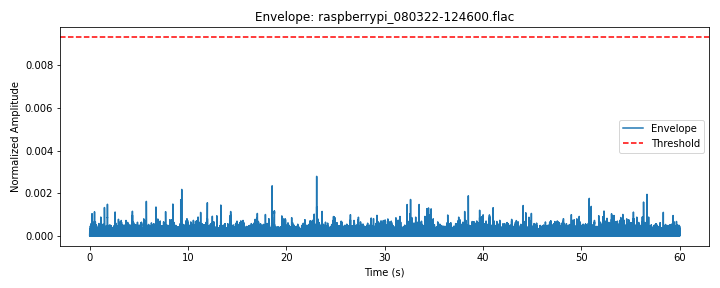 Envelope: raspberrypi_080322-124600.flac
Normalized Amplitude
0.008
0.006
0.004
0.002
0.000
Envelope
Threshold
0
10
20
30
40
50
60
Time (s)